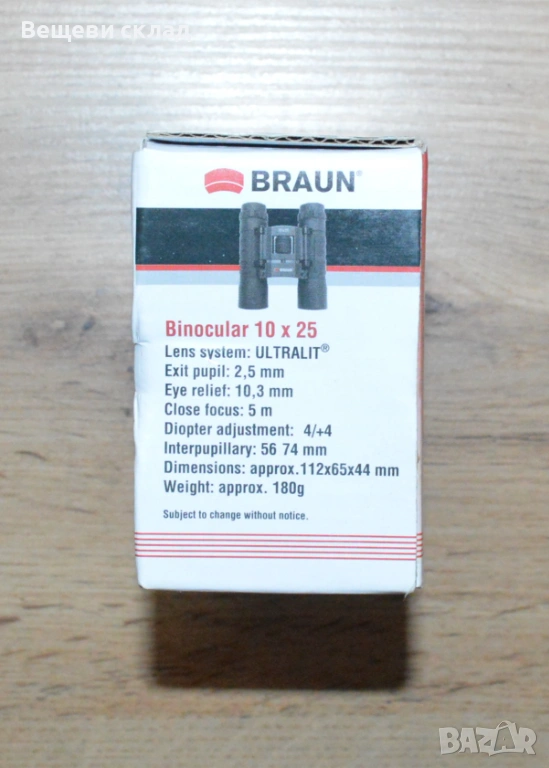 Вещеви склад
BRAUN®
Binocular 10 x 25
Lens system: ULTRALIT®
Exit pupil: 2,5 mm
Eye relief: 10,3 mm
Close focus: 5 m
Diopter adjustment: 4/+4
Interpupillary: 56 74 mm
Dimensions: approx.112x65x44 mm
Weight: approx. 180g
Subject to change without notice.
BAZAR